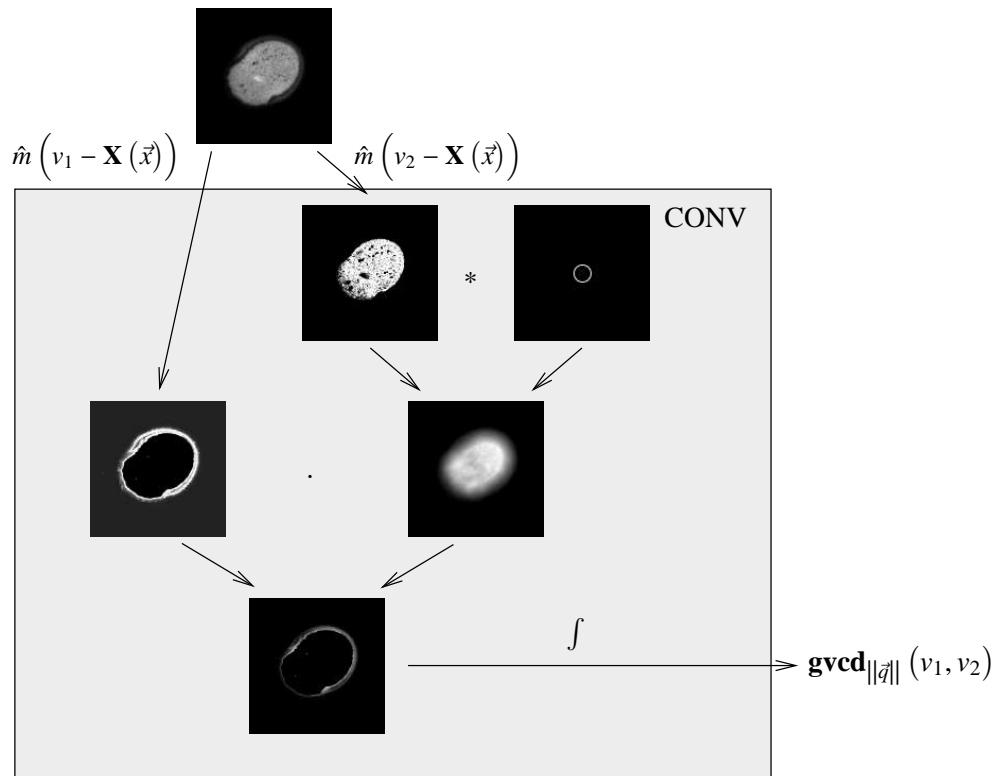 m̂ (v₁ − 𝐗 (x⃗))    m̂ (v₂ − 𝐗 (x⃗))
CONV
*
·
∫
𝐠𝐯𝐜𝐝_||q⃗|| (v₁, v₂)